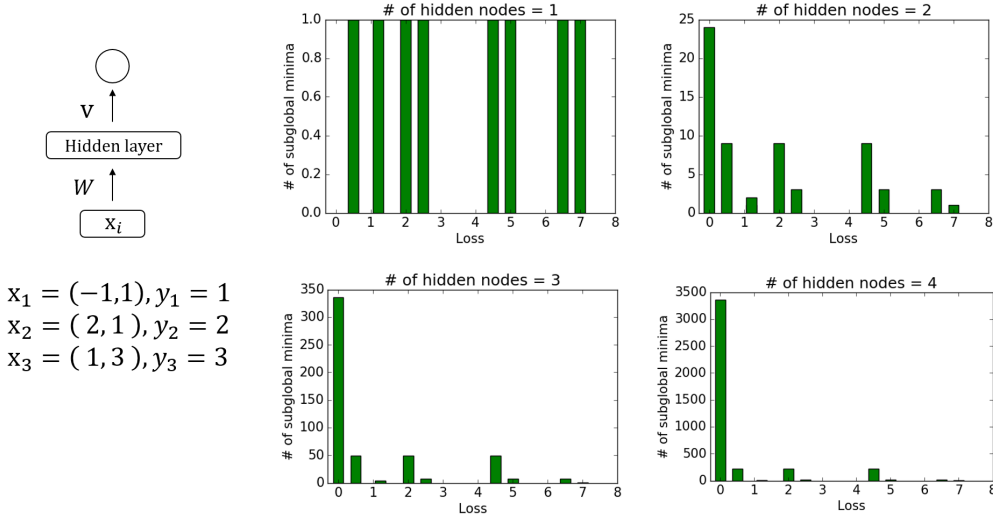 v
Hidden layer
W
xᵢ
x₁ = (−1,1), y₁ = 1
x₂ = ( 2, 1 ), y₂ = 2
x₃ = ( 1, 3 ), y₃ = 3
# of hidden nodes = 1
# of subglobal minima
1.0
0.8
0.6
0.4
0.2
0.0
0 1 2 3 4 5 6 7 8
Loss
# of hidden nodes = 2
# of subglobal minima
25
20
15
10
5
0
0 1 2 3 4 5 6 7 8
Loss
# of hidden nodes = 3
# of subglobal minima
350
300
250
200
150
100
50
0
0 1 2 3 4 5 6 7 8
Loss
# of hidden nodes = 4
# of subglobal minima
3500
3000
2500
2000
1500
1000
500
0
0 1 2 3 4 5 6 7 8
Loss